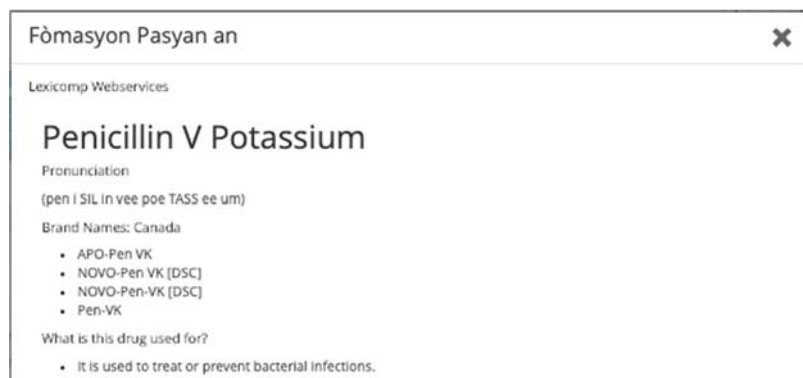 Fòmasyon Pasyan an
Lexicomp Webservices
Penicillin V Potassium
Pronunciation
(pen i SIL in vee poe TASS ee um)
Brand Names: Canada
• APO-Pen VK
• NOVO-Pen VK [DSC]
• NOVO-Pen-VK [DSC]
• Pen-VK
What is this drug used for?
• It is used to treat or prevent bacterial infections.